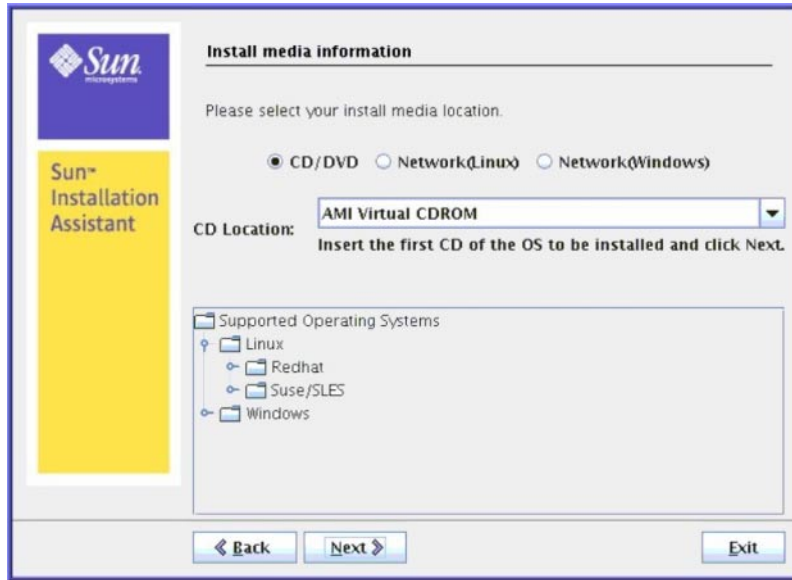 Sun
microsystems
Sun™
Installation
Assistant
Install media information
Please select your install media location.
CD/DVD Network(Linux) Network(Windows)
CD Location:
AMI Virtual CDROM
Insert the first CD of the OS to be installed and click Next.
Supported Operating Systems
Linux
Redhat
Suse/SLES
Windows
Back Next Exit